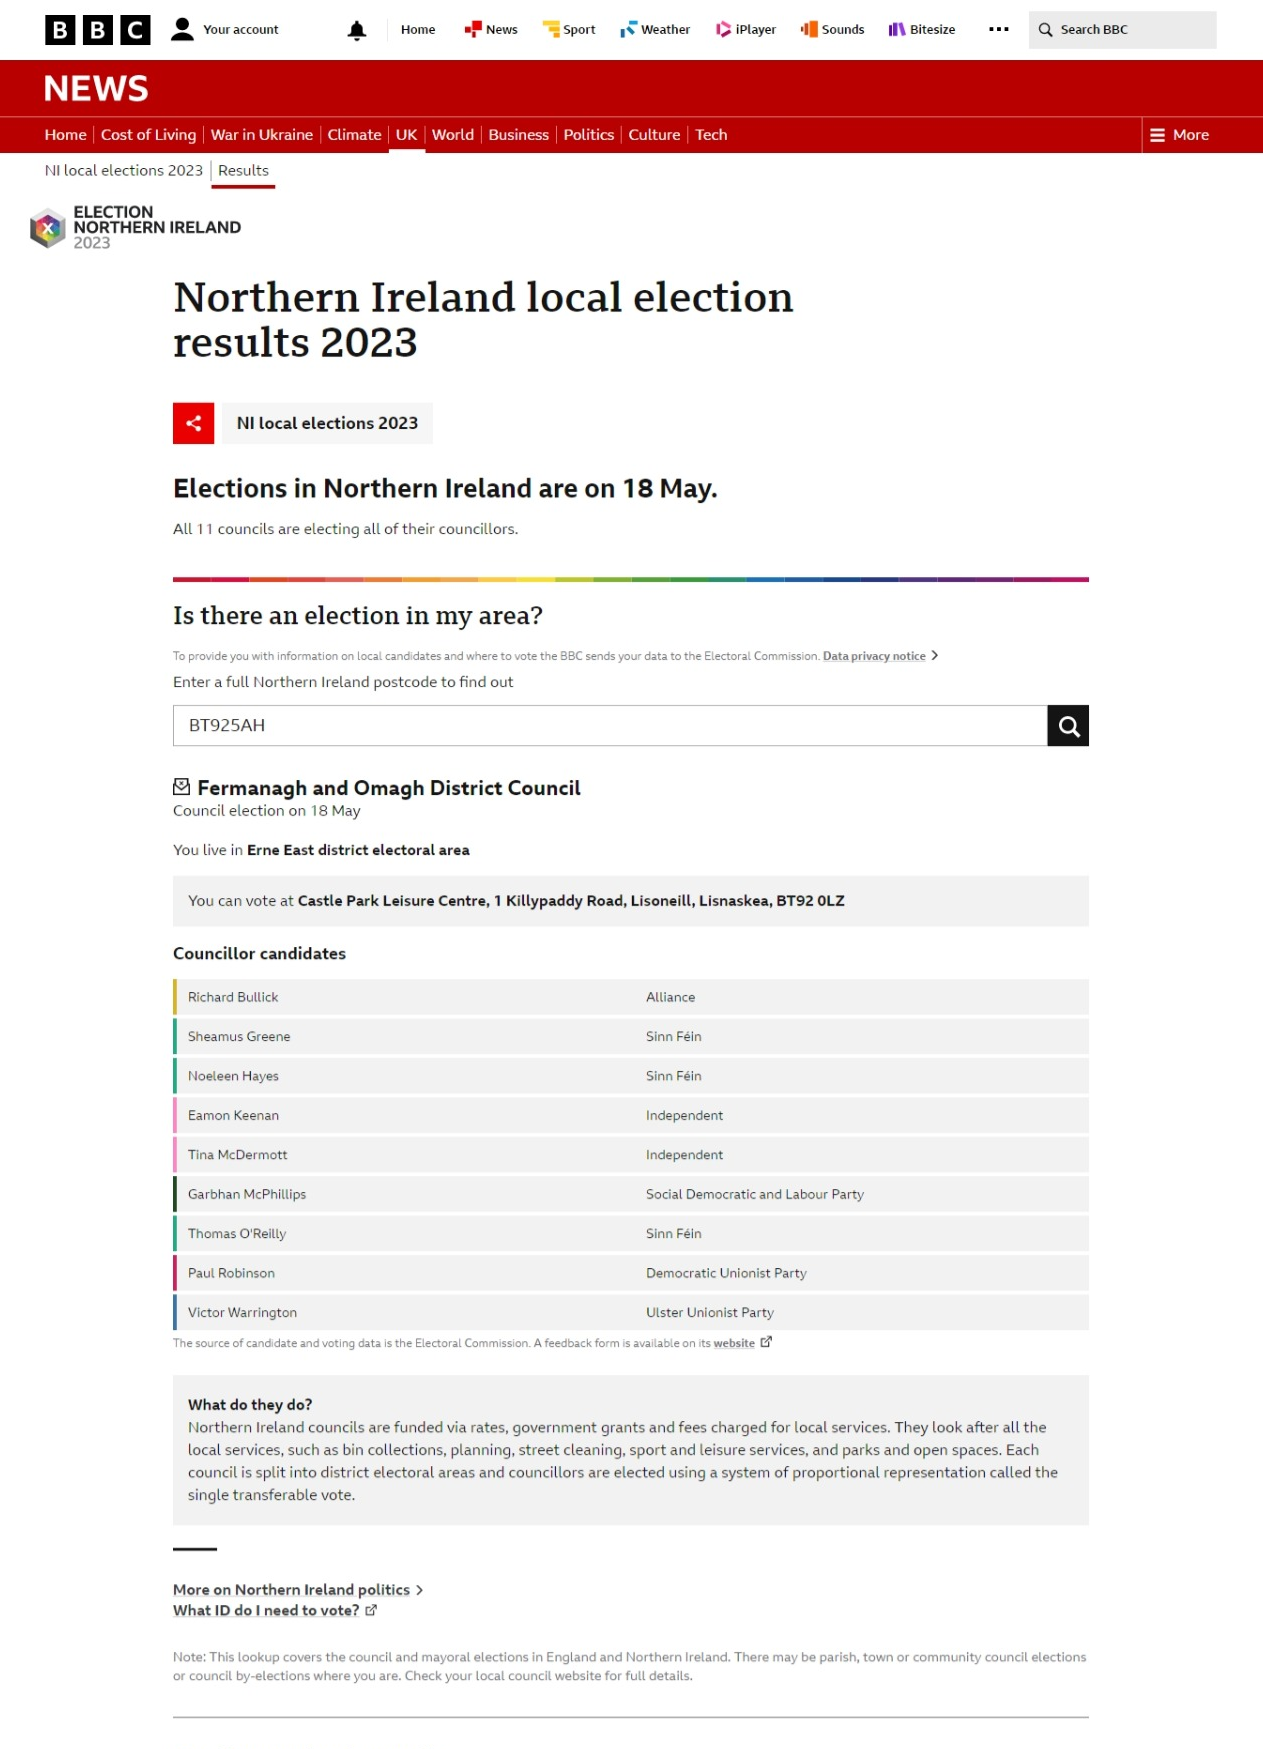 BBC Your account Home News Sport Weather iPlayer Sounds Bitesize Search BBC
NEWS
Home Cost of Living War in Ukraine Climate UK World Business Politics Culture Tech More
NI local elections 2023 Results
ELECTION
NORTHERN IRELAND
2023
Northern Ireland local election
results 2023
NI local elections 2023
Elections in Northern Ireland are on 18 May.
All 11 councils are electing all of their councillors.
Is there an election in my area?
To provide you with information on local candidates and where to vote the BBC sends your data to the Electoral Commission. Data privacy notice
Enter a full Northern Ireland postcode to find out
BT925AH
Fermanagh and Omagh District Council
Council election on 18 May
You live in Erne East district electoral area
You can vote at Castle Park Leisure Centre, 1 Killypaddy Road, Lisoneill, Lisnaskea, BT92 0LZ
Councillor candidates
Richard Bullick Alliance
Sheamus Greene Sinn Féin
Noeleen Hayes Sinn Féin
Eamon Keenan Independent
Tina McDermott Independent
Garbhan McPhillips Social Democratic and Labour Party
Thomas O'Reilly Sinn Féin
Paul Robinson Democratic Unionist Party
Victor Warrington Ulster Unionist Party
The source of candidate and voting data is the Electoral Commission. A feedback form is available on its website
What do they do?
Northern Ireland councils are funded via rates, government grants and fees charged for local services. They look after all the
local services, such as bin collections, planning, street cleaning, sport and leisure services, and parks and open spaces. Each
council is split into district electoral areas and councillors are elected using a system of proportional representation called the
single transferable vote.
More on Northern Ireland politics
What ID do I need to vote?
Note: This lookup covers the council and mayoral elections in England and Northern Ireland. There may be parish, town or community council elections
or council by-elections where you are. Check your local council website for full details.